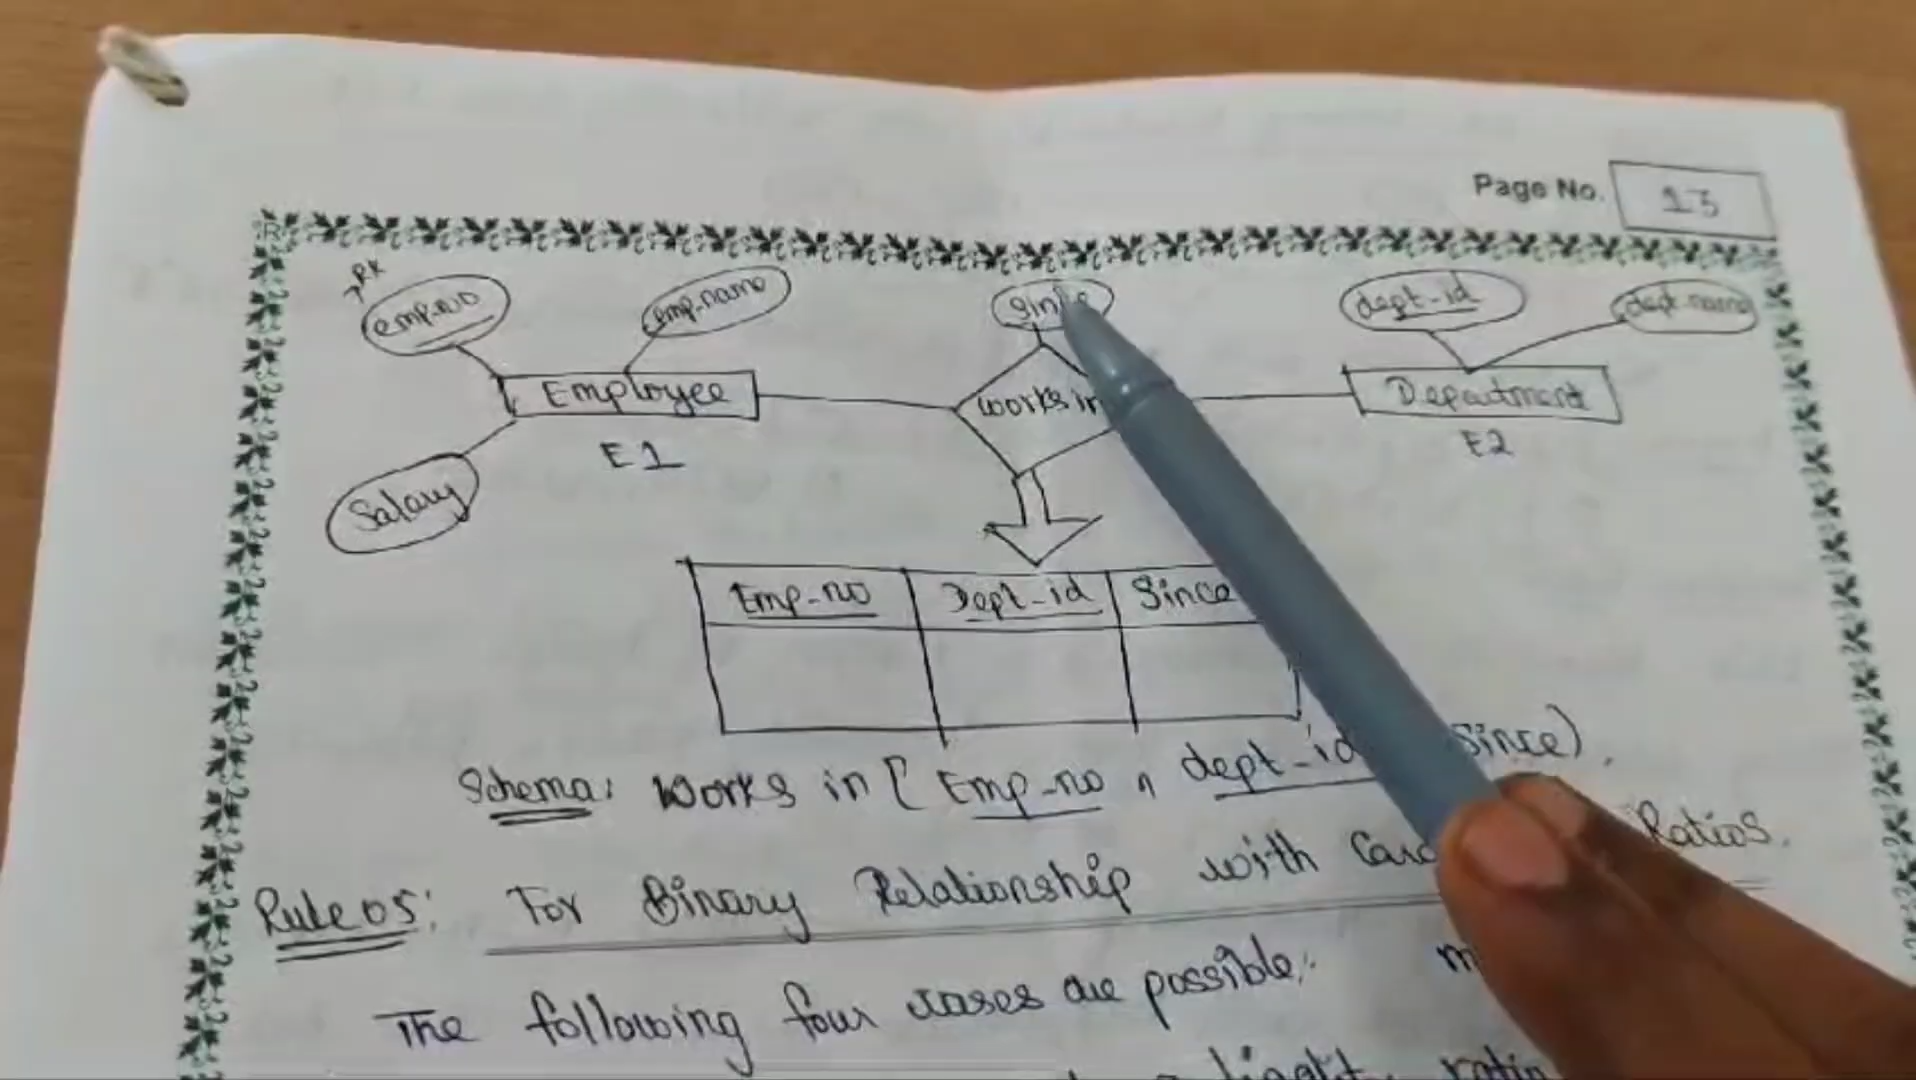 Page No. 13
PK
emp-no
emp-name
Since
dept-id
dept-name
Employee
works in
Department
E1
E2
Salary
Emp-no Dept-id Since
Schema: Works in [Emp-no, dept-id Since).
Rule 05: For Binary Relationship with Ratios.
The following four cases are possible:
ratio